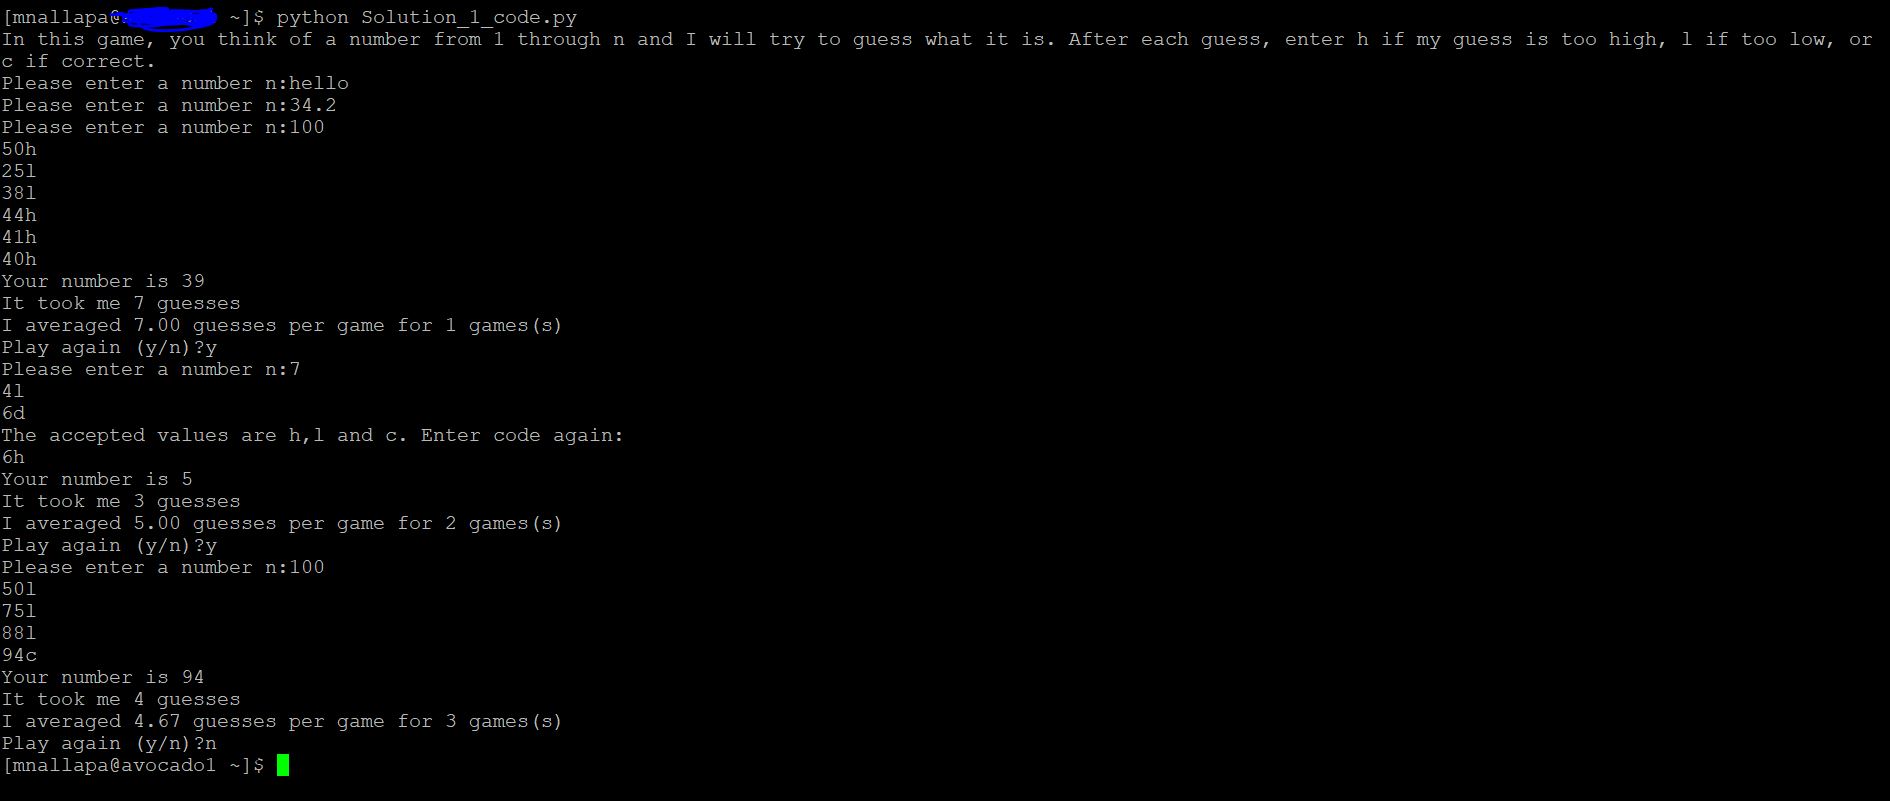 [mnallapa@ ~]$ python Solution_1_code.py
In this game, you think of a number from 1 through n and I will try to guess what it is. After each guess, enter h if my guess is too high, l if too low, or
c if correct.
Please enter a number n:hello
Please enter a number n:34.2
Please enter a number n:100
50h
25l
38l
44h
41h
40h
Your number is 39
It took me 7 guesses
I averaged 7.00 guesses per game for 1 games(s)
Play again (y/n)?y
Please enter a number n:7
4l
6d
The accepted values are h,l and c. Enter code again:
6h
Your number is 5
It took me 3 guesses
I averaged 5.00 guesses per game for 2 games(s)
Play again (y/n)?y
Please enter a number n:100
50l
75l
88l
94c
Your number is 94
It took me 4 guesses
I averaged 4.67 guesses per game for 3 games(s)
Play again (y/n)?n
[mnallapa@avocado1 ~]$